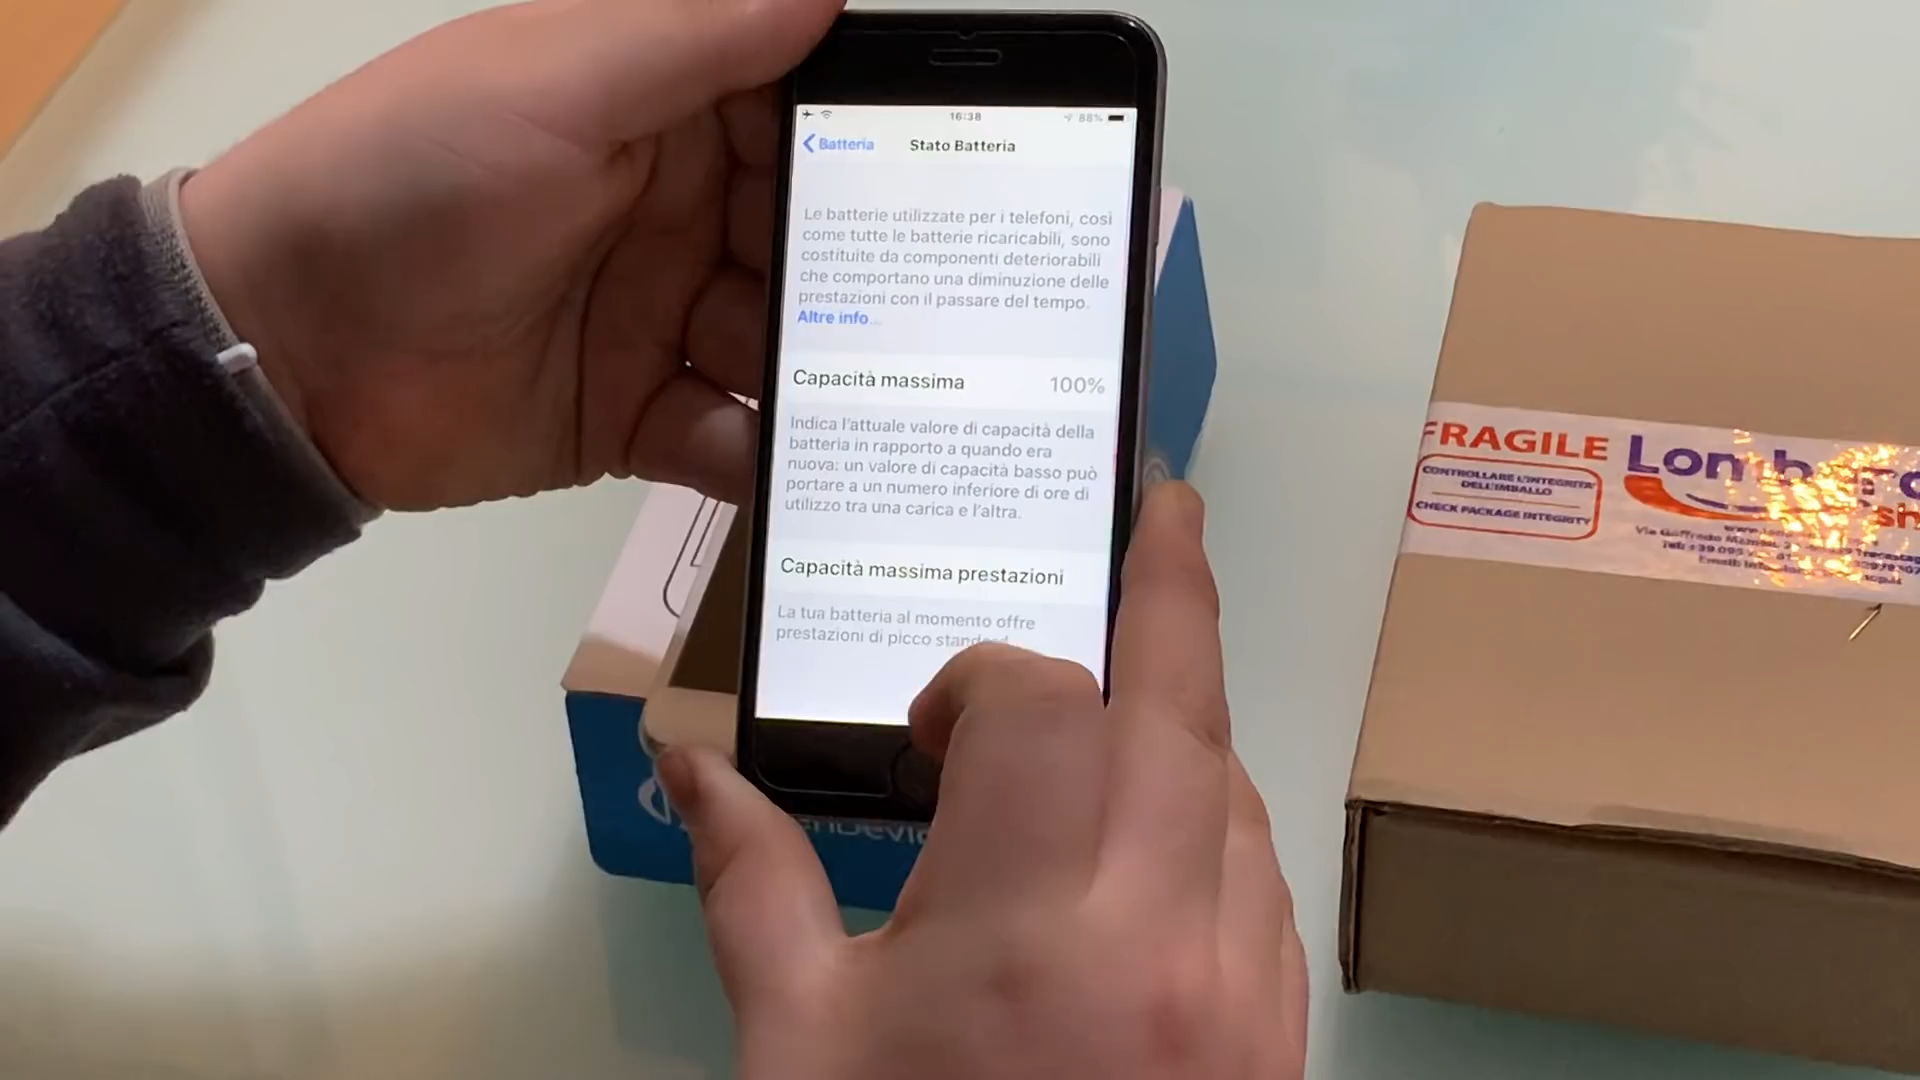 16:38
88%
Batteria
Stato Batteria
Le batterie utilizzate per i telefoni, così
come tutte le batterie ricaricabili, sono
costituite da componenti deteriorabili
che comportano una diminuzione delle
prestazioni con il passare del tempo.
Altre info...
Capacità massima 100%
Indica l'attuale valore di capacità della
batteria in rapporto a quando era
nuova: un valore di capacità basso può
portare a un numero inferiore di ore di
utilizzo tra una carica e l'altra.
Capacità massima prestazioni
La tua batteria al momento offre
prestazioni di picco
FRAGILE
CONTROLLARE L'INTEGRITA'
DELL'IMBALLO
CHECK PACKAGE INTEGRITY